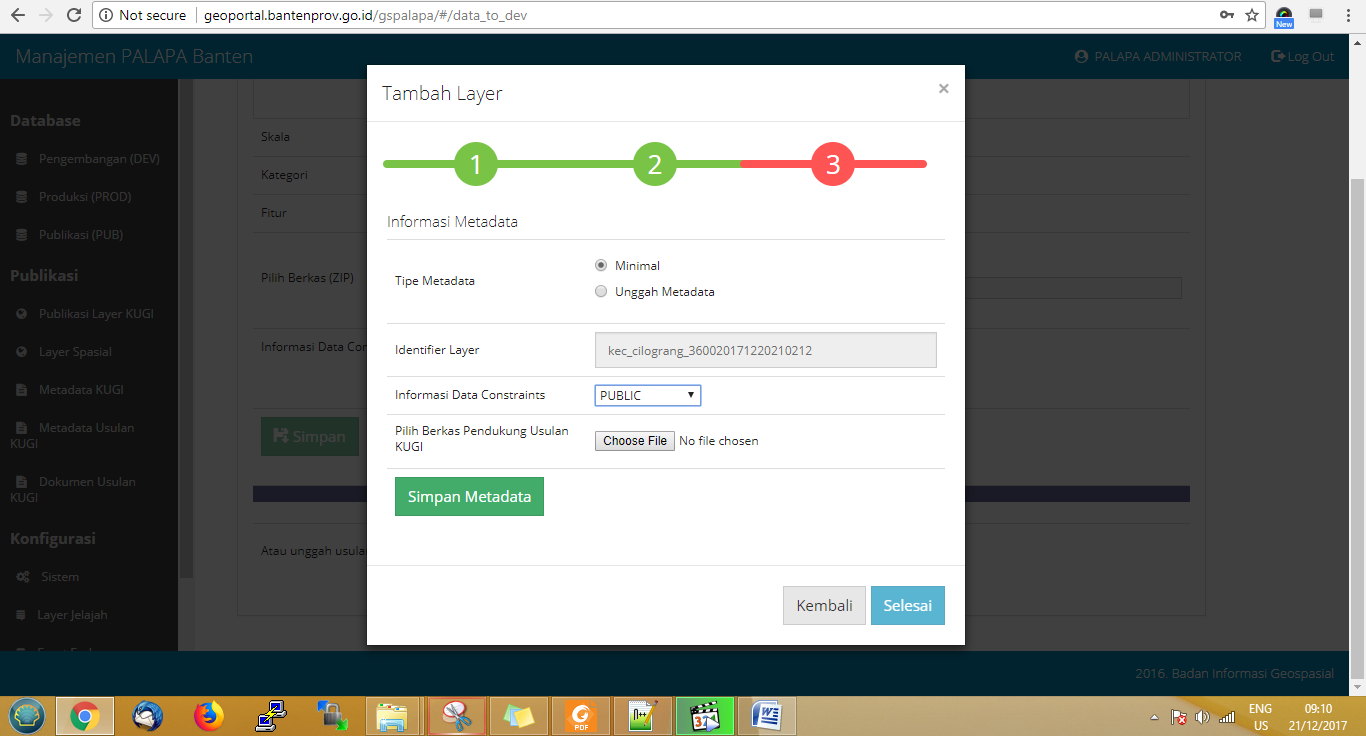 Not secure | geoportal.bantenprov.go.id/gspalapa/#/data_to_dev
New
Manajemen PALAPA Banten
PALAPA ADMINISTRATOR
Log Out
Database
Pengembangan (DEV)
Produksi (PROD)
Publikasi (PUB)
Publikasi
Publikasi Layer KUGI
Layer Spasial
Metadata KUGI
Metadata Usulan
KUGI
Dokumen Usulan
KUGI
Konfigurasi
Sistem
Layer Jelajah
Skala
Kategori
Fitur
Pilih Berkas (ZIP)
Informasi Data Con
Simpan
Atau unggah usula
Tambah Layer
×
1
2
3
Informasi Metadata
Tipe Metadata
Minimal
Unggah Metadata
Identifier Layer
kec_cilograng_360020171220210212
Informasi Data Constraints
PUBLIC
Pilih Berkas Pendukung Usulan
KUGI
Choose File No file chosen
Simpan Metadata
Kembali
Selesai
2016. Badan Informasi Geospasial
PDF
31
ENG
US
09:10
21/12/2017